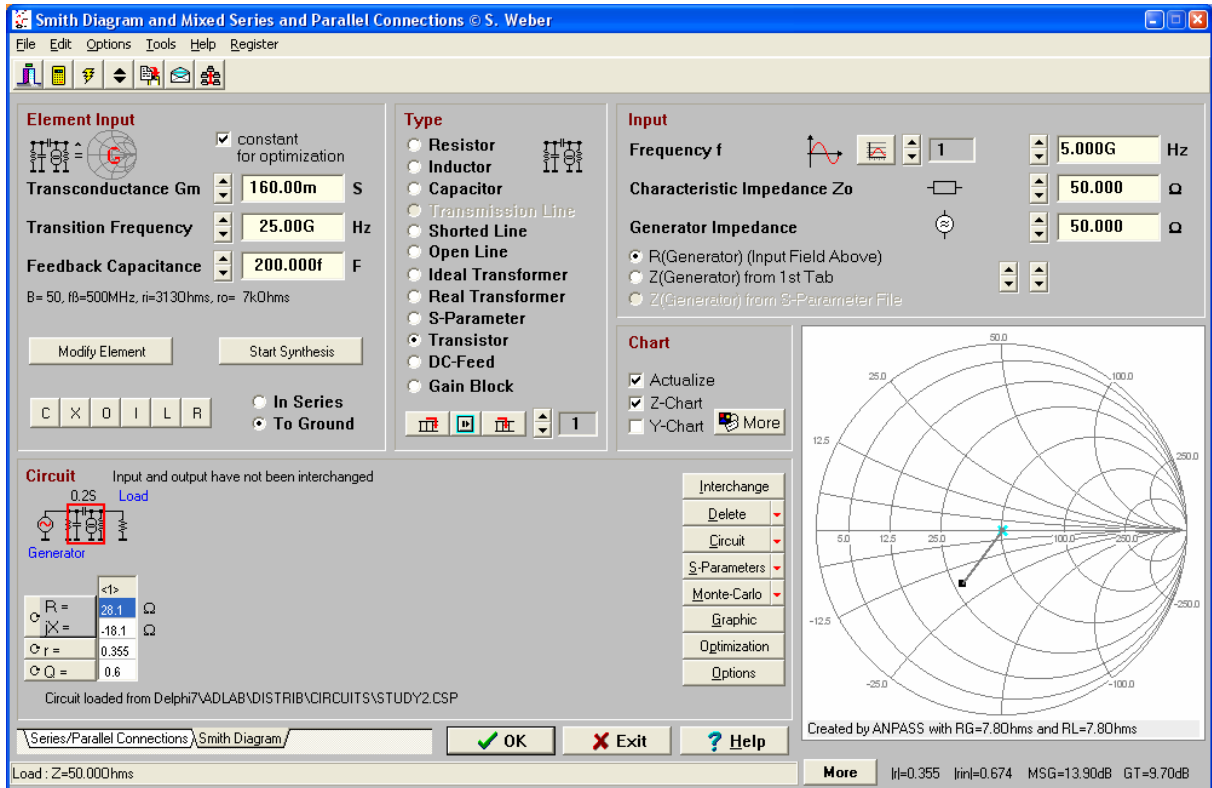 Smith Diagram and Mixed Series and Parallel Connections © S. Weber
File Edit Options Tools Help Register
Element Input
G
constant
for optimization
Transconductance Gm 160.00m S
Transition Frequency 25.00G Hz
Feedback Capacitance 200.000f F
B= 50, fß=500MHz, ri=313Ohms, ro= 7kOhms
Modify Element Start Synthesis
C X O I L R
In Series
To Ground
Type
Resistor
Inductor
Capacitor
Transmission Line
Shorted Line
Open Line
Ideal Transformer
Real Transformer
S-Parameter
Transistor
DC-Feed
Gain Block
1
Input
Frequency f 1 5.000G Hz
Characteristic Impedance Zo 50.000 Ω
Generator Impedance 50.000 Ω
R(Generator) (Input Field Above)
Z(Generator) from 1st Tab
Z(Generator) from S-Parameter File
Chart
Actualize
Z-Chart
Y-Chart More
50.0
25.0 100.0
12.5 250.0
5.0 12.5 25.0 100.0 250.0
-12.5 -250.0
-25.0 -100.0
Created by ANPASS with RG=7.8Ohms and RL=7.8Ohms
Circuit Input and output have not been interchanged
0.2S Load
Generator
<1>
R = 28.1 Ω
jX = -18.1 Ω
r = 0.355
Q = 0.6
Circuit loaded from Delphi7\ADLAB\DISTRIB\CIRCUITS\STUDY2.CSP
Interchange
Delete
Circuit
S-Parameters
Monte-Carlo
Graphic
Optimization
Options
Series/Parallel Connections Smith Diagram
OK Exit Help
Load : Z=50.00Ohms
More |r|=0.355 |rin|=0.674 MSG=13.90dB GT=9.70dB